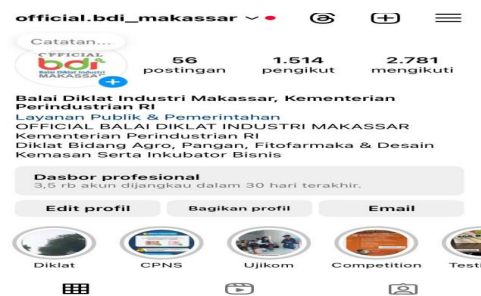 official.bdi_makassar
Catatan...
OFFICIAL
bdi
Balai Diklat Industri
MAKASSAR
56
postingan
1.514
pengikut
2.781
mengikuti
Balai Diklat Industri Makassar, Kementerian
Perindustrian RI
Layanan Publik & Pemerintahan
OFFICIAL BALAI DIKLAT INDUSTRI MAKASSAR
Kementerian Perindustrian RI
Diklat Bidang Agro, Pangan, Fitofarmaka & Desain
Kemasan Serta Inkubator Bisnis
Dasbor profesional
3,5 rb akun dijangkau dalam 30 hari terakhir.
Edit profil
Bagikan profil
Email
Diklat
CPNS
Ujikom
Competition
Testi